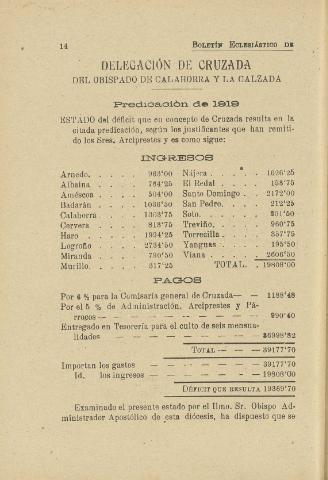 14 BOLETÍN ECLESIÁSTICO DE
DELEGACIÓN DE CRUZADA
DEL OBISPADO DE CALAHORRA Y LA CALZADA
Predicación de 1919
ESTADO del déficit que en concepto de Cruzada resulta en la
citada predicación, según los justificantes que han remiti-
do los Sres. Arciprestes y es como sigue:
INGRESOS
Arnedo. . . . . 963'00 Nájera . . . . . 1626'25
Albaina . . . . 784'25 El Redal . . . . 158'75
Améscoa . . . . 504'00 Santo Domingo . . . 2172'00
Badarán . . . . 1036'50 San Pedro. . . . 212'25
Calahorra . . . . 1303'75 Soto. . . . . 801'50
Cervera . . . . 813'75 Treviño. . . . . 960'75
Haro . . . . . 1924'25 Torrecilla . . . . 357'75
Logroño . . . . 2734'50 Yanguas . . . . 195'50
Miranda . . . . 790'50 Viana . . . . . 2606'50
Murillo. . . . . 317'25 TOTAL. . 19808'00
PAGOS
Por 6 % para la Comisaría general de Cruzada— — 1188'48
Por el 5 % de Administración, Arciprestes y Pá-
rrocos— — — — — — — — 990'40
Entregado en Tesorería para el culto de seis mensua-
lidades — — — — — — — — 36998'82
TOTAL — — 39177'70
Importan los gastos — — — — — 39177'70
Id. los ingresos — — — — — 19808'00
DÉFICIT QUE RESULTA 19369'70
Examinado el presente estado por el Ilmo. Sr. Obispo Ad-
ministrador Apostólico de esta diócesis, ha dispuesto que se